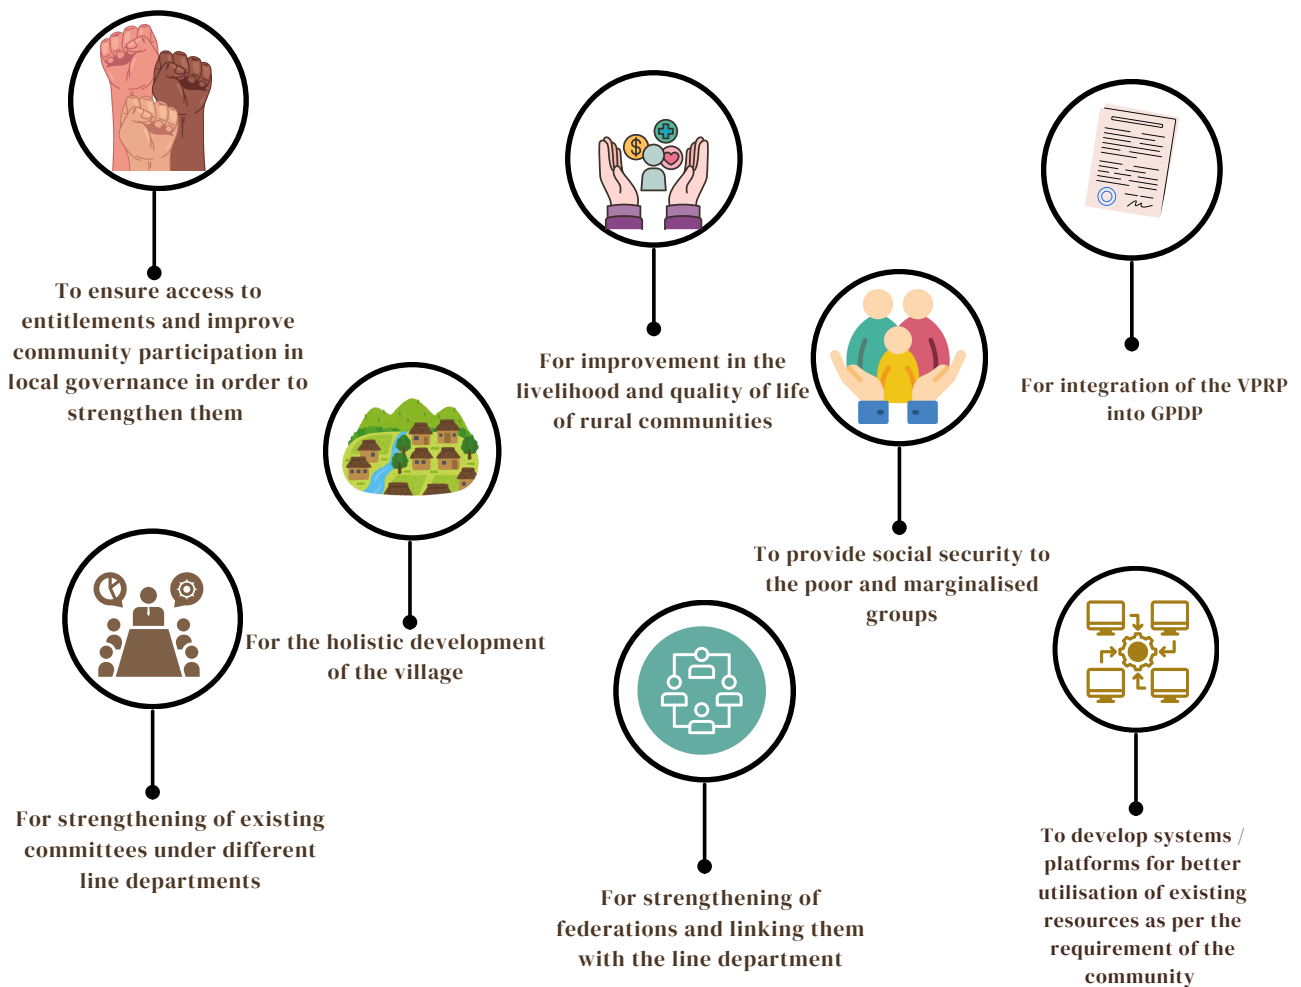 To ensure access to
entitlements and improve
community participation in
local governance in order to
strengthen them
For improvement in the
livelihood and quality of life
of rural communities
For integration of the VPRP
into GPDP
For the holistic development
of the village
To provide social security to
the poor and marginalised
groups
For strengthening of existing
committees under different
line departments
For strengthening of
federations and linking them
with the line department
To develop systems /
platforms for better
utilisation of existing
resources as per the
requirement of the
community